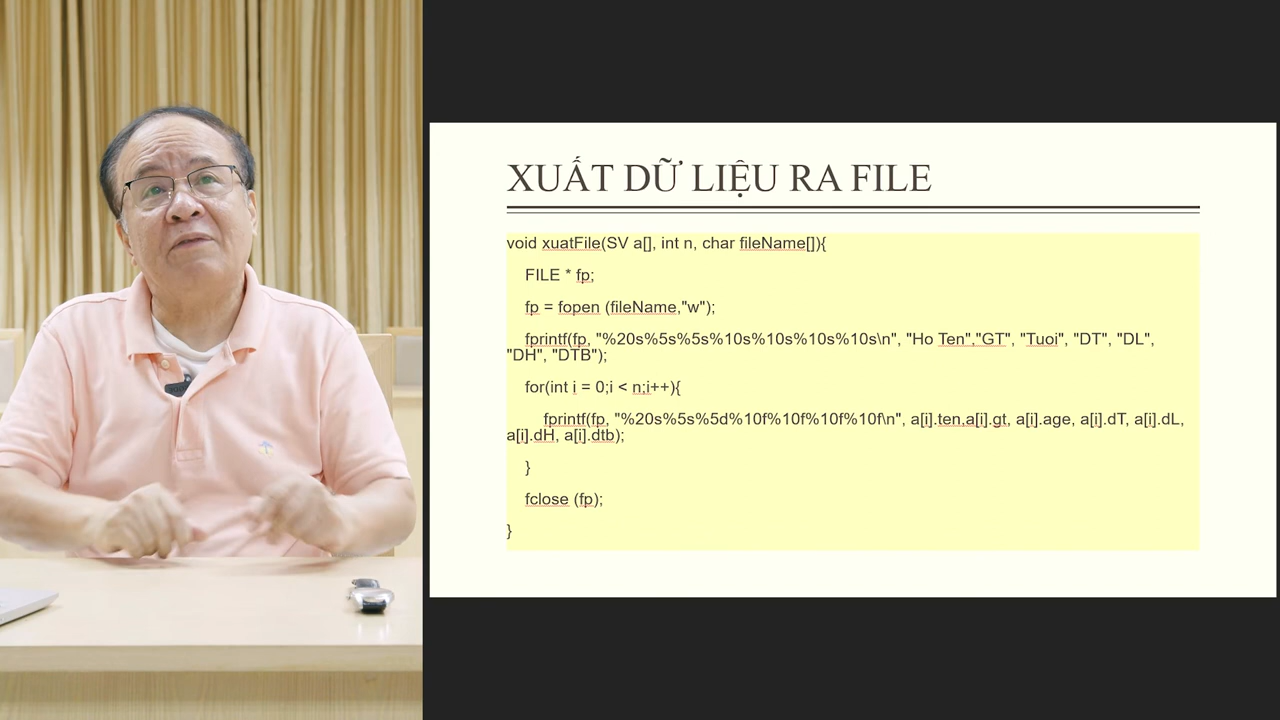 XUẤT DỮ LIỆU RA FILE
void xuatFile(SV a[], int n, char fileName[]){
FILE * fp;
fp = fopen (fileName,"w");
fprintf(fp, "%20s%5s%5s%10s%10s%10s%10s\n", "Ho Ten","GT", "Tuoi", "DT", "DL",
"DH", "DTB");
for(int i = 0;i < n;i++){
fprintf(fp, "%20s%5s%5d%10f%10f%10f%10f\n", a[i].ten,a[i].gt, a[i].age, a[i].dT, a[i].dL,
a[i].dH, a[i].dtb);
}
fclose (fp);
}